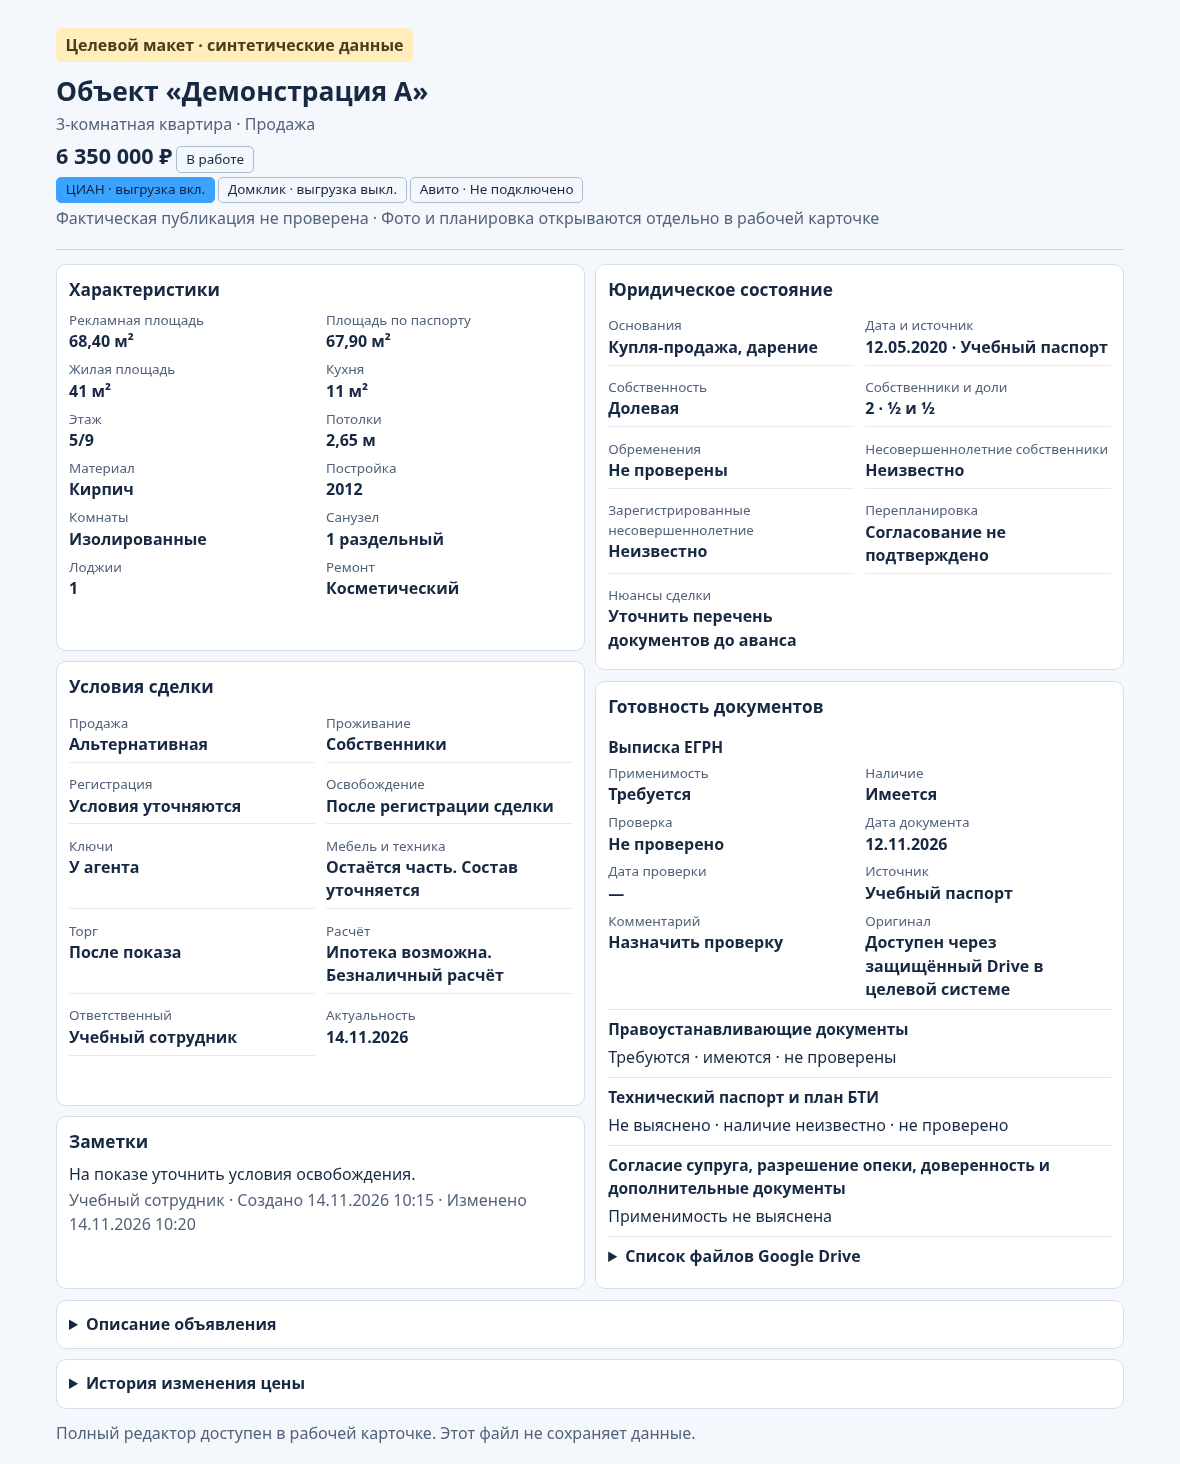 Целевой макет · синтетические данные
Объект «Демонстрация А»
3-комнатная квартира · Продажа
6 350 000 ₽ В работе
ЦИАН · выгрузка вкл. Домклик · выгрузка выкл. Авито · Не подключено
Фактическая публикация не проверена · Фото и планировка открываются отдельно в рабочей карточке
Характеристики
Рекламная площадь Площадь по паспорту
68,40 м² 67,90 м²
Жилая площадь Кухня
41 м² 11 м²
Этаж Потолки
5/9 2,65 м
Материал Постройка
Кирпич 2012
Комнаты Санузел
Изолированные 1 раздельный
Лоджии Ремонт
1 Косметический
Условия сделки
Продажа Проживание
Альтернативная Собственники
Регистрация Освобождение
Условия уточняются После регистрации сделки
Ключи Мебель и техника
У агента Остаётся часть. Состав
уточняется
Торг Расчёт
После показа Ипотека возможна.
Безналичный расчёт
Ответственный Актуальность
Учебный сотрудник 14.11.2026
Заметки
На показе уточнить условия освобождения.
Учебный сотрудник · Создано 14.11.2026 10:15 · Изменено
14.11.2026 10:20
Юридическое состояние
Основания Дата и источник
Купля-продажа, дарение 12.05.2020 · Учебный паспорт
Собственность Собственники и доли
Долевая 2 · ½ и ½
Обременения Несовершеннолетние собственники
Не проверены Неизвестно
Зарегистрированные Перепланировка
несовершеннолетние Согласование не
Неизвестно подтверждено
Нюансы сделки
Уточнить перечень
документов до аванса
Готовность документов
Выписка ЕГРН
Применимость Наличие
Требуется Имеется
Проверка Дата документа
Не проверено 12.11.2026
Дата проверки Источник
— Учебный паспорт
Комментарий Оригинал
Назначить проверку Доступен через
защищённый Drive в
целевой системе
Правоустанавливающие документы
Требуются · имеются · не проверены
Технический паспорт и план БТИ
Не выяснено · наличие неизвестно · не проверено
Согласие супруга, разрешение опеки, доверенность и
дополнительные документы
Применимость не выяснена
▶ Список файлов Google Drive
▶ Описание объявления
▶ История изменения цены
Полный редактор доступен в рабочей карточке. Этот файл не сохраняет данные.